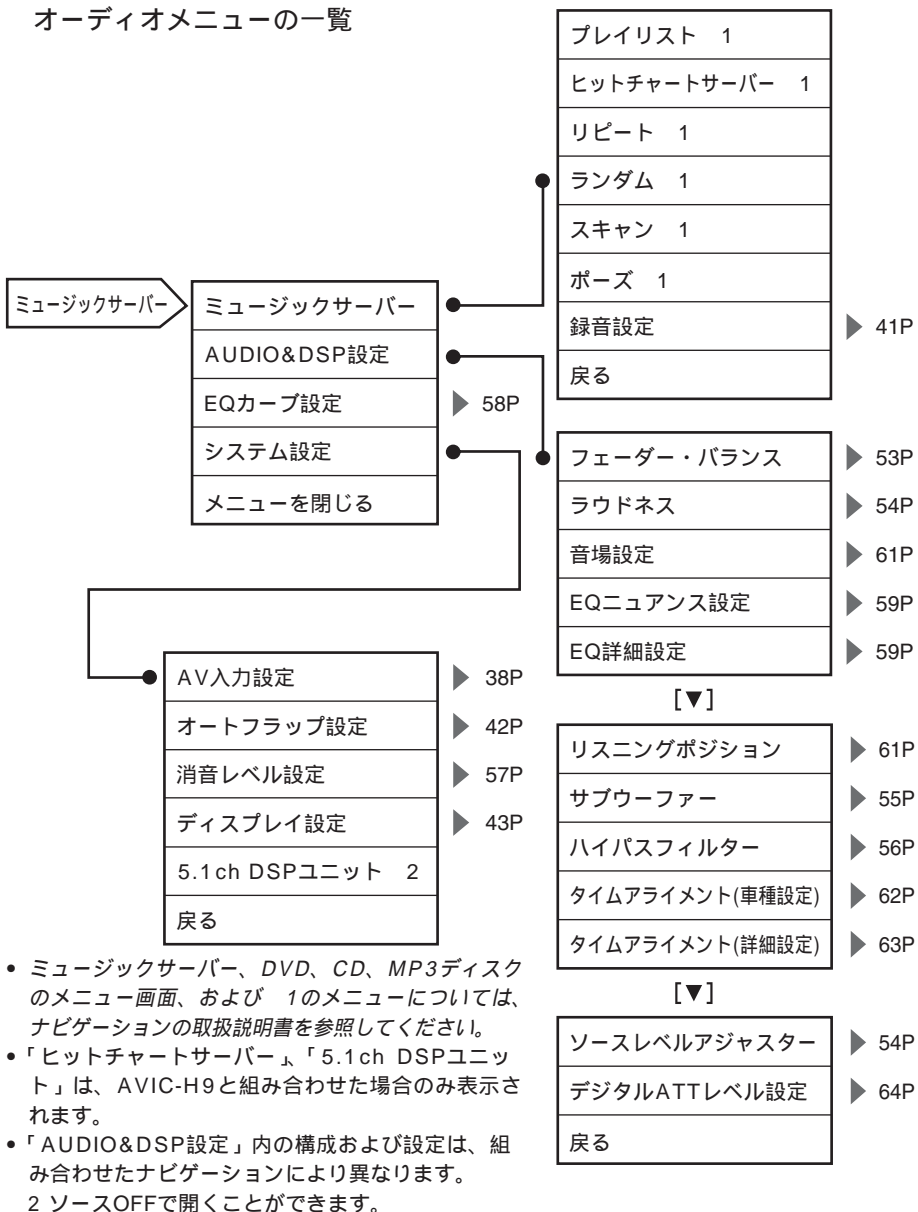 オーディオメニューの一覧
ミュージックサーバー
ミュージックサーバー
AUDIO&DSP設定
EQカーブ設定 ▶ 58P
システム設定
メニューを閉じる
プレイリスト 1
ヒットチャートサーバー 1
リピート 1
ランダム 1
スキャン 1
ポーズ 1
録音設定 ▶ 41P
戻る
フェーダー・バランス ▶ 53P
ラウドネス ▶ 54P
音場設定 ▶ 61P
EQニュアンス設定 ▶ 59P
EQ詳細設定 ▶ 59P
[▼]
リスニングポジション ▶ 61P
サブウーファー ▶ 55P
ハイパスフィルター ▶ 56P
タイムアライメント(車種設定) ▶ 62P
タイムアライメント(詳細設定) ▶ 63P
[▼]
ソースレベルアジャスター ▶ 54P
デジタルATTレベル設定 ▶ 64P
戻る
AV入力設定 ▶ 38P
オートフラップ設定 ▶ 42P
消音レベル設定 ▶ 57P
ディスプレイ設定 ▶ 43P
5.1ch DSPユニット 2
戻る
• ミュージックサーバー、DVD、CD、MP3ディスク
のメニュー画面、および 1のメニューについては、
ナビゲーションの取扱説明書を参照してください。
•「ヒットチャートサーバー」、「5.1ch DSPユニッ
ト」は、AVIC-H9と組み合わせた場合のみ表示さ
れます。
•「AUDIO&DSP設定」内の構成および設定は、組
み合わせたナビゲーションにより異なります。
2 ソースOFFで開くことができます。